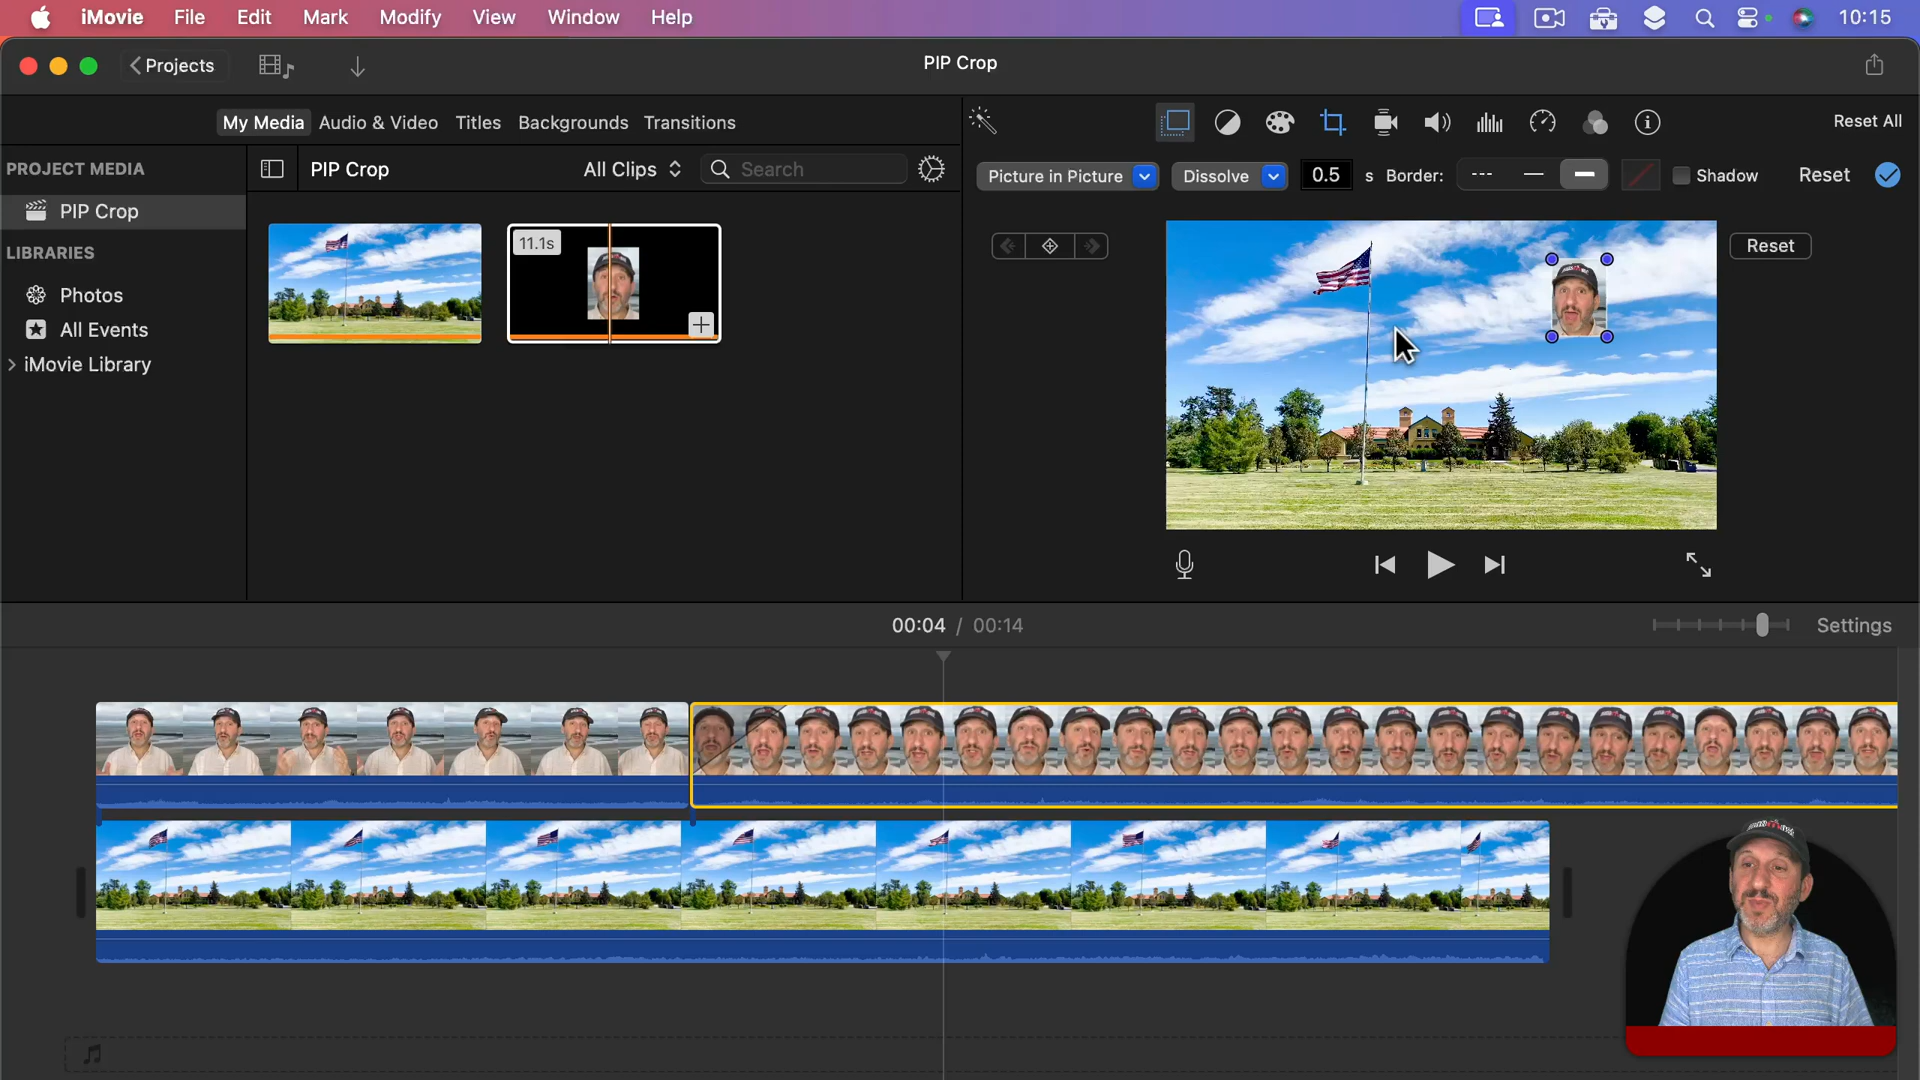 iMovie File Edit Mark Modify View Window Help 10:15
Projects PIP Crop
My Media Audio & Video Titles Backgrounds Transitions Reset All
PROJECT MEDIA PIP Crop All Clips Search Picture in Picture Dissolve 0.5 s Border: Shadow Reset
PIP Crop
LIBRARIES
11.1s
Reset
Photos
All Events
iMovie Library
00:04 / 00:14 Settings